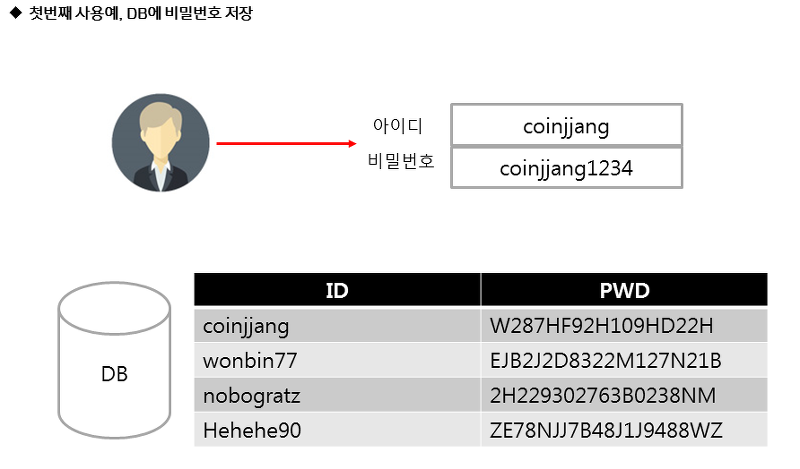 ◆ 첫번째 사용예, DB에 비밀번호 저장
아이디 coinjjang
비밀번호 coinjjang1234
DB
ID PWD
coinjjang W287HF92H109HD22H
wonbin77 EJB2J2D8322M127N21B
nobogratz 2H229302763B0238NM
Hehehe90 ZE78NJJ7B48J1J9488WZ